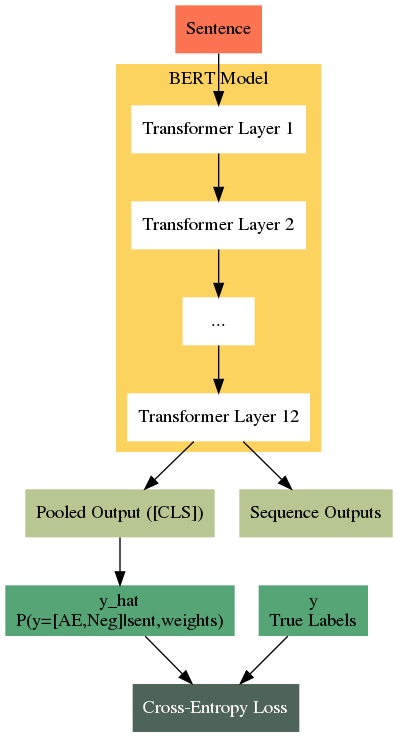 Sentence
BERT Model
Transformer Layer 1
Transformer Layer 2
...
Transformer Layer 12
Pooled Output ([CLS])
Sequence Outputs
y_hat
P(y=[AE,Neg]|sent,weights)
y
True Labels
Cross-Entropy Loss